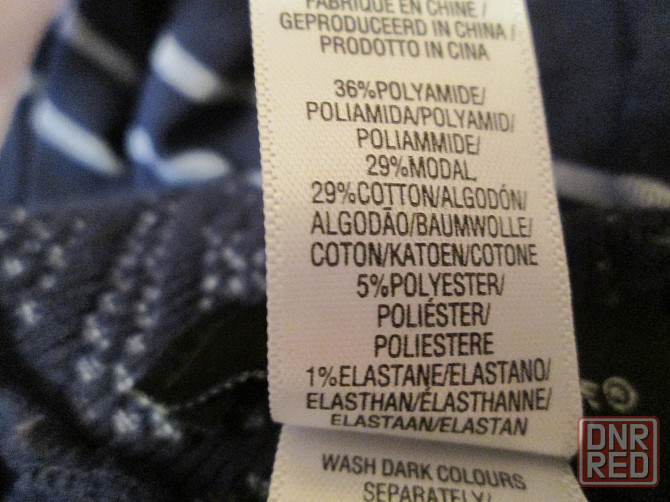 FABRIQUÉ EN CHINE /
GEPRODUCEERD IN CHINA /
PRODOTTO IN CINA
36%POLYAMIDE/
POLIAMIDA/POLYAMID/
POLIAMMIDE/
29%MODAL,
29%COTTON/ALGODÓN/
ALGODÃO/BAUMWOLLE/
COTON/KATOEN/COTONE
5%POLYESTER/
POLIÉSTER/
POLIESTERE
1%ELASTANE/ELASTANO/
ELASTHAN/ÉLASTHANNE/
ELASTAAN/ELASTAN
WASH DARK COLOURS
SEPARATELY/
DNR
RED